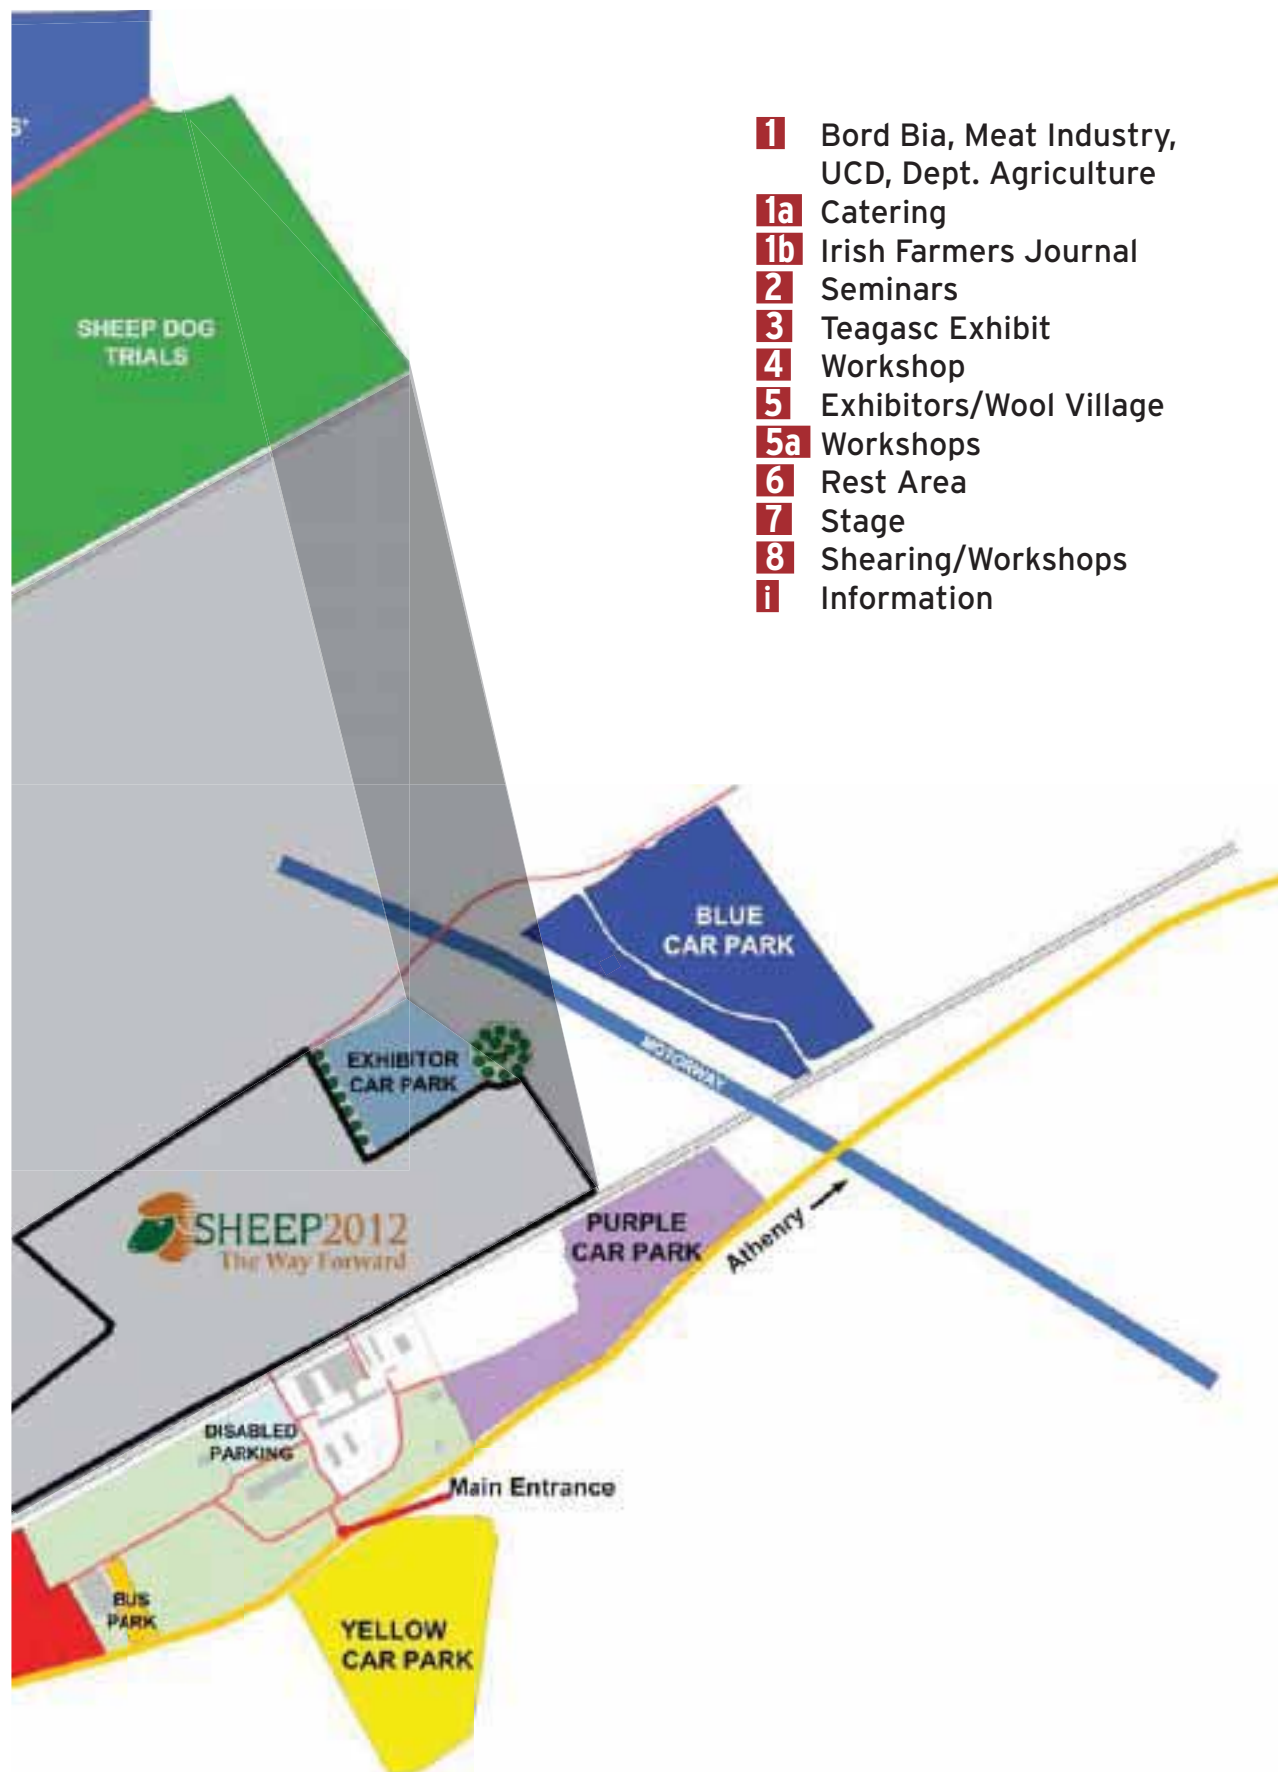 S'
1 Bord Bia, Meat Industry,
UCD, Dept. Agriculture
1a Catering
1b Irish Farmers Journal
2 Seminars
3 Teagasc Exhibit
4 Workshop
5 Exhibitors/Wool Village
5a Workshops
6 Rest Area
7 Stage
8 Shearing/Workshops
i Information
SHEEP DOG
TRIALS
BLUE
CAR PARK
MOTORWAY
EXHIBITOR
CAR PARK
SHEEP2012
The Way Forward
PURPLE
CAR PARK
Athenry
DISABLED
PARKING
Main Entrance
BUS
PARK
YELLOW
CAR PARK